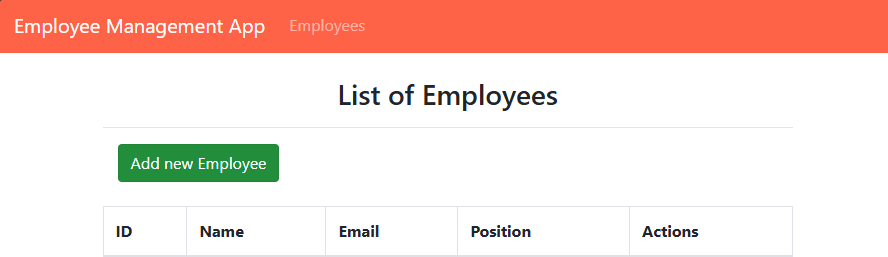 Employee Management App Employees
List of Employees
Add new Employee
ID Name Email Position Actions